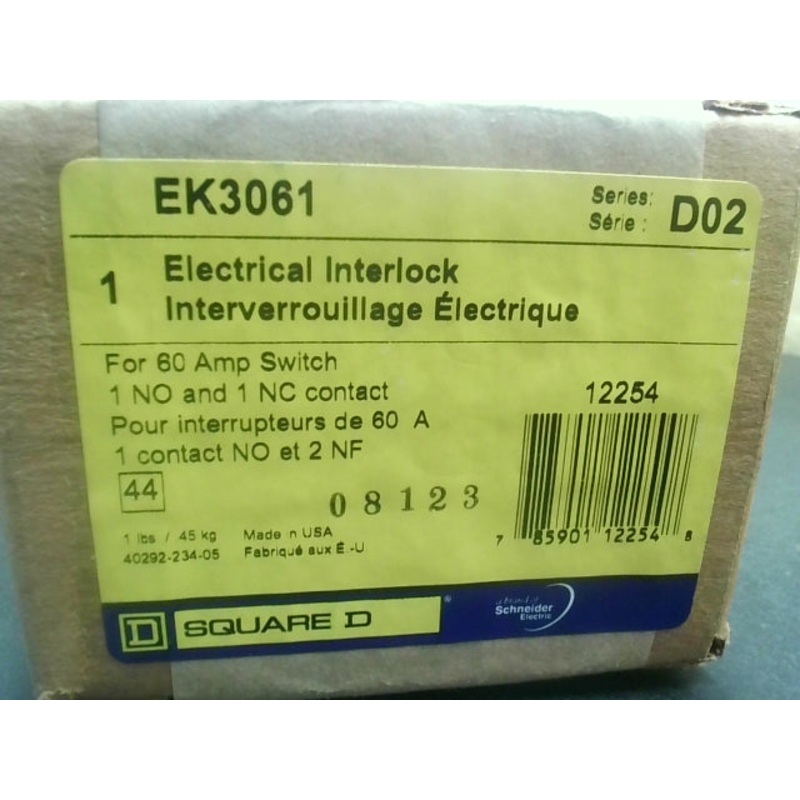 EK3061
Series: D02
Série :
1 Electrical Interlock
Interverrouillage Électrique
For 60 Amp Switch
1 NO and 1 NC contact
Pour interrupteurs de 60 A
1 contact NO et 2 NF
12254
44
08123
7 85901 12254 8
1 lbs / 45 kg Made n USA
40292-234-05 Fabriqué aux É.-U
D SQUARE D ®
Schneider
Electric